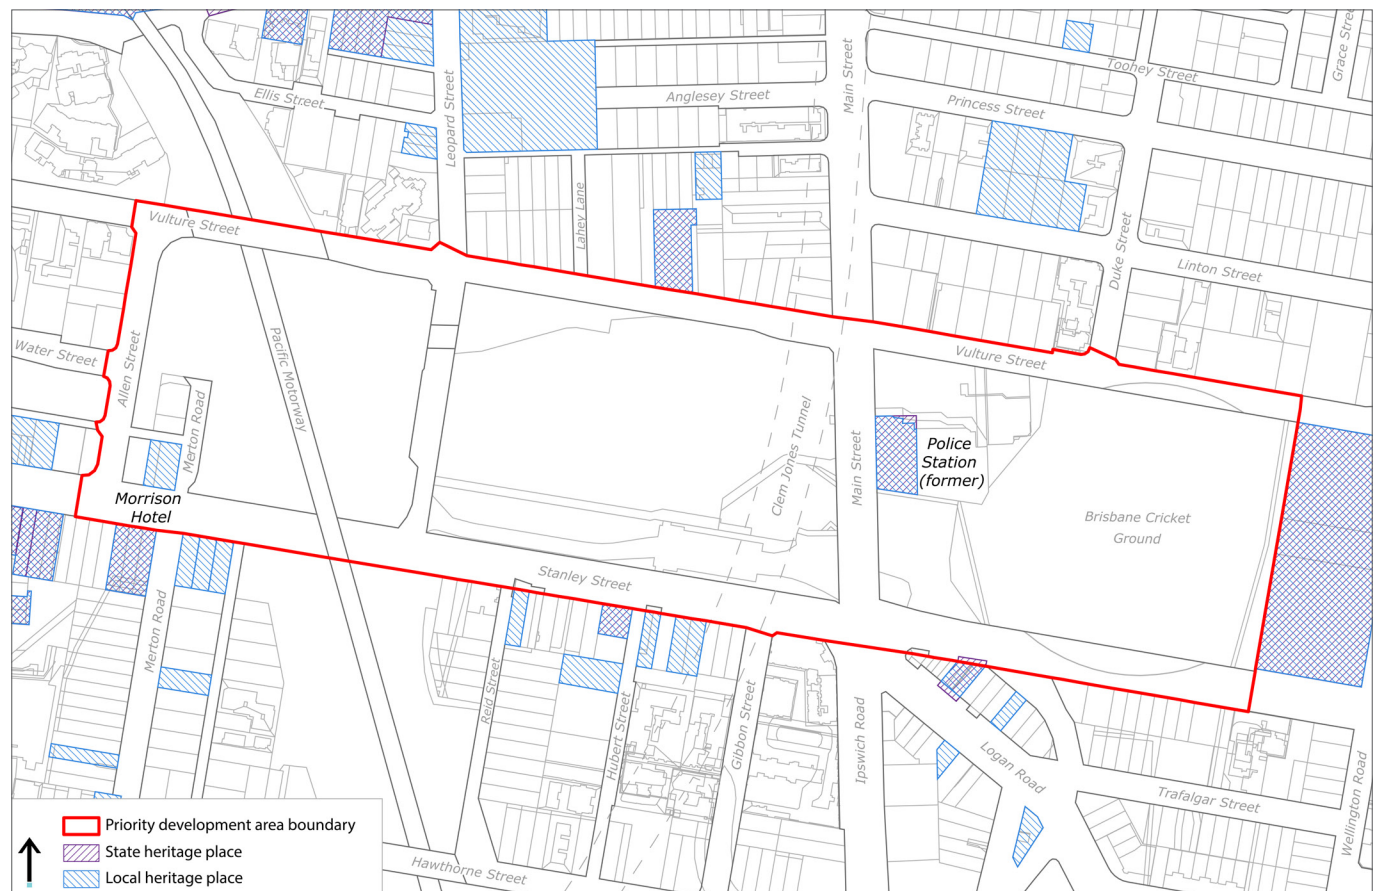 Grace Street
Toohey Street
Main Street
Anglesey Street
Princess Street
Ellis Street
Leopard Street
Lahey Lane
Duke Street
Linton Street
Vulture Street
Water Street
Allen Street
Pacific Motorway
Vulture Street
Merton Road
Clem Jones Tunnel
Main Street
Police
Station
(former)
Morrison
Hotel
Brisbane Cricket
Ground
Stanley Street
Merton Road
Reid Street
Hubert Street
Gibbon Street
Ipswich Road
Logan Road
Trafalgar Street
Wellington Road
Hawthorne Street
Priority development area boundary
State heritage place
Local heritage place